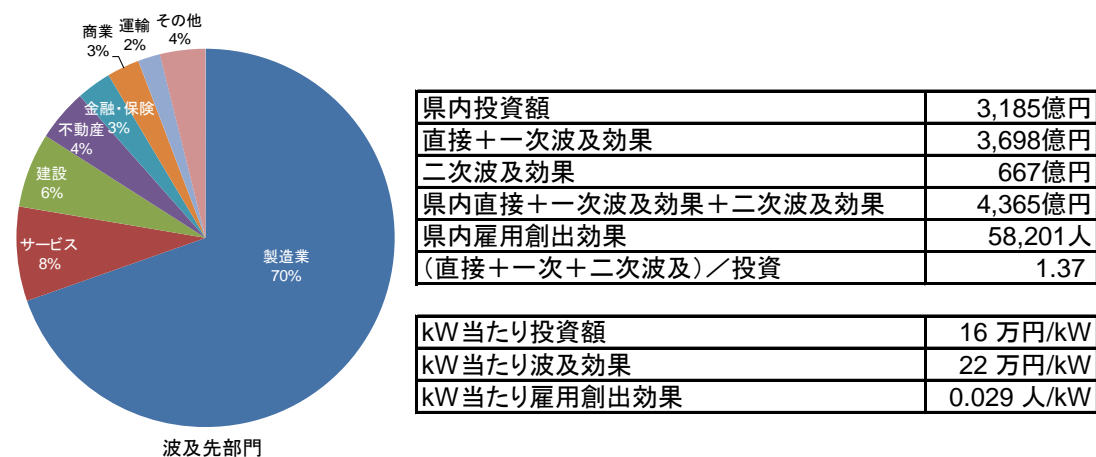 商業
3%
運輸
2%
その他
4%
金融・保険
3%
不動産
4%
建設
6%
サービス
8%
製造業
70%
波及先部門
県内投資額 3,185億円
直接＋一次波及効果 3,698億円
二次波及効果 667億円
県内直接＋一次波及効果＋二次波及効果 4,365億円
県内雇用創出効果 58,201人
（直接＋一次＋二次波及）／投資 1.37
kW当たり投資額 16 万円/kW
kW当たり波及効果 22 万円/kW
kW当たり雇用創出効果 0.029 人/kW